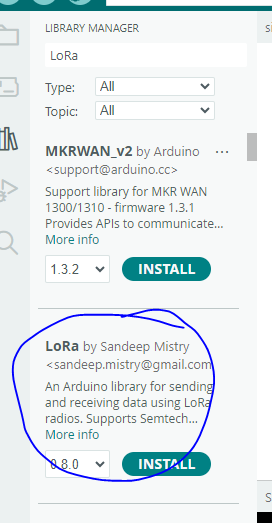 LIBRARY MANAGER
LoRa
Type: All
Topic: All
MKRWAN_v2 by Arduino ...
<support@arduino.cc>
Support library for MKR WAN
1300/1310 - firmware 1.3.1
Provides APIs to communicate...
More info
1.3.2 INSTALL
LoRa by Sandeep Mistry
<sandeep.mistry@gmail.com
An Arduino library for sending
and receiving data using LoRa
radios. Supports Semtech...
More info
0.8.0 INSTALL